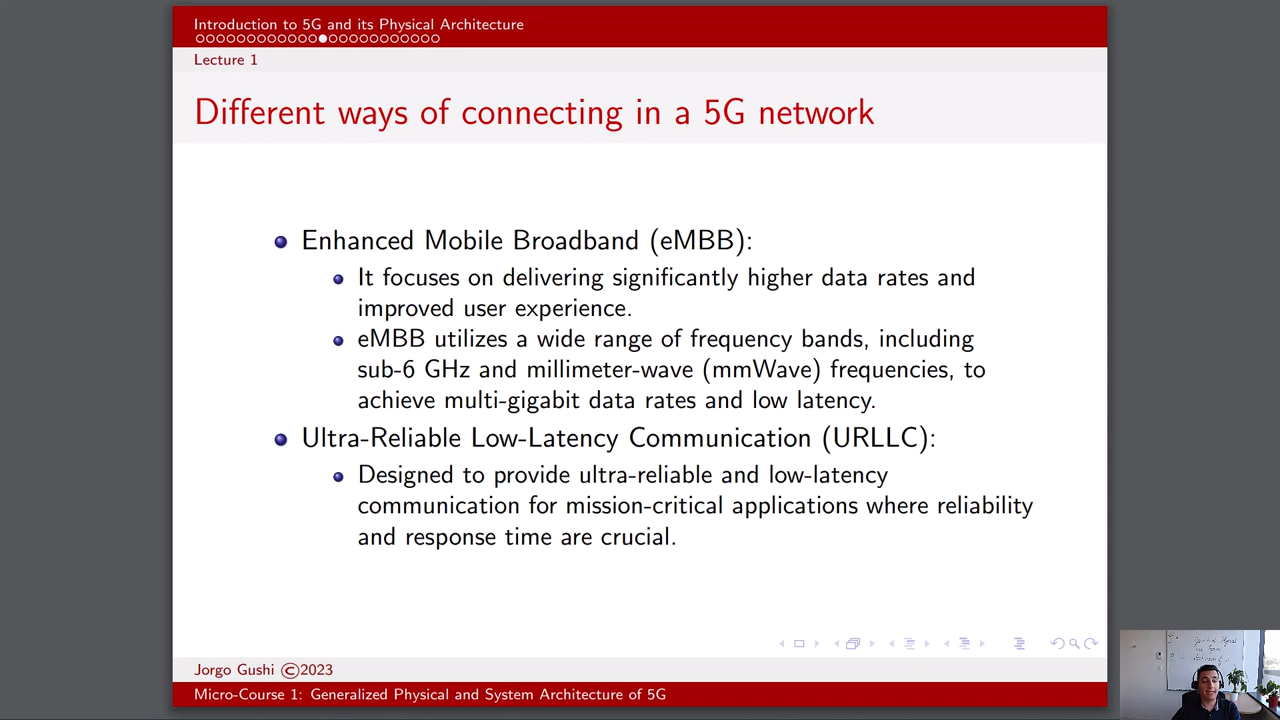 Introduction to 5G and its Physical Architecture
Lecture 1
Different ways of connecting in a 5G network
Enhanced Mobile Broadband (eMBB):
It focuses on delivering significantly higher data rates and
improved user experience.
eMBB utilizes a wide range of frequency bands, including
sub-6 GHz and millimeter-wave (mmWave) frequencies, to
achieve multi-gigabit data rates and low latency.
Ultra-Reliable Low-Latency Communication (URLLC):
Designed to provide ultra-reliable and low-latency
communication for mission-critical applications where reliability
and response time are crucial.
Jorgo Gushi ©2023
Micro-Course 1: Generalized Physical and System Architecture of 5G